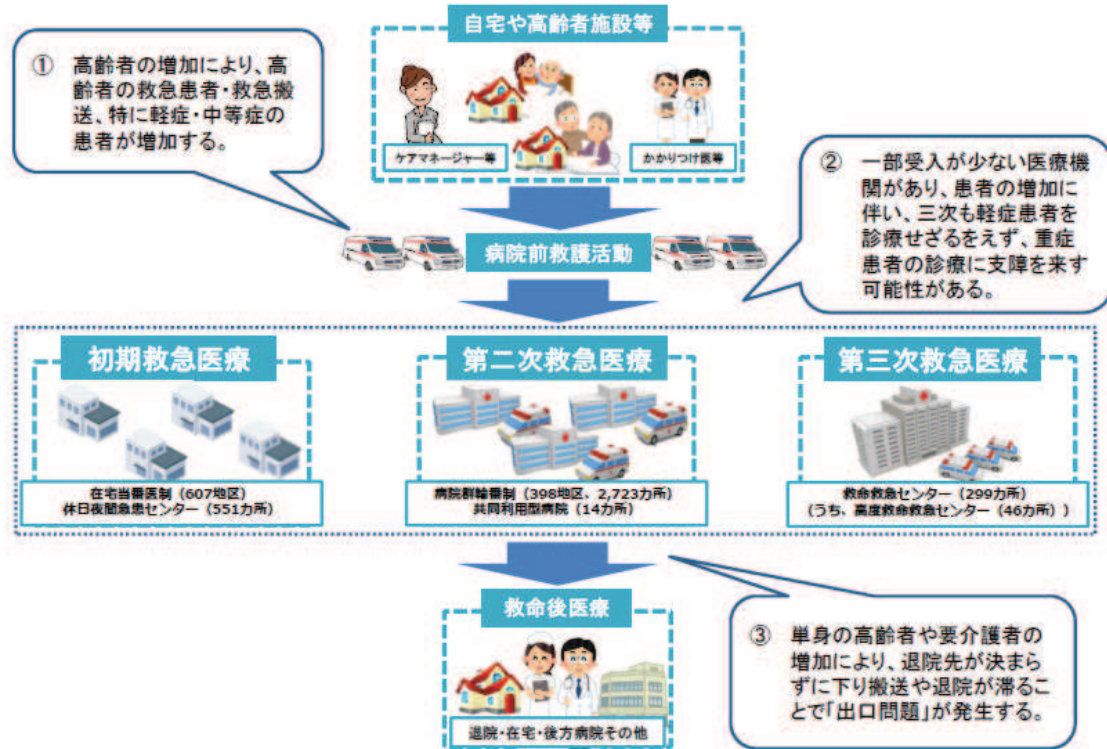 自宅や高齢者施設等
① 高齢者の増加により、高
齢者の救急患者・救急搬
送、特に軽症・中等症の
患者が増加する。
ケアマネージャー等
かかりつけ医等
② 一部受入が少ない医療機
関があり、患者の増加に
伴い、三次も軽症患者を
診療せざるをえず、重症
患者の診療に支障を来す
可能性がある。
病院前救護活動
初期救急医療
在宅当番医制（607地区）
休日夜間急患センター（551カ所）
第二次救急医療
病院群輪番制（398地区、2,723カ所）
共同利用型病院（14カ所）
第三次救急医療
救命救急センター（299カ所）
（うち、高度救命救急センター（46カ所））
救命後医療
退院・在宅・後方病院その他
③ 単身の高齢者や要介護者の
増加により、退院先が決まら
ずに下り搬送や退院が滞るこ
とで「出口問題」が発生する。